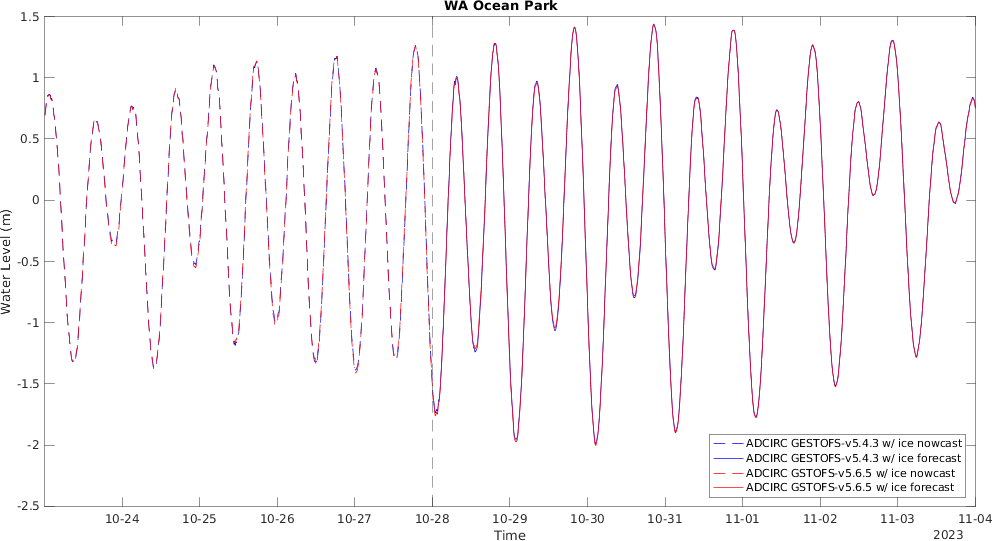 WA Ocean Park
1.5
1
0.5
0
-0.5
-1
-1.5
-2
-2.5
Water Level (m)
ADCIRC GESTOFS-v5.4.3 w/ ice nowcast
ADCIRC GESTOFS-v5.4.3 w/ ice forecast
ADCIRC GSTOFS-v5.6.5 w/ ice nowcast
ADCIRC GSTOFS-v5.6.5 w/ ice forecast
10-24 10-25 10-26 10-27 10-28 10-29 10-30 10-31 11-01 11-02 11-03 11-04
Time
2023